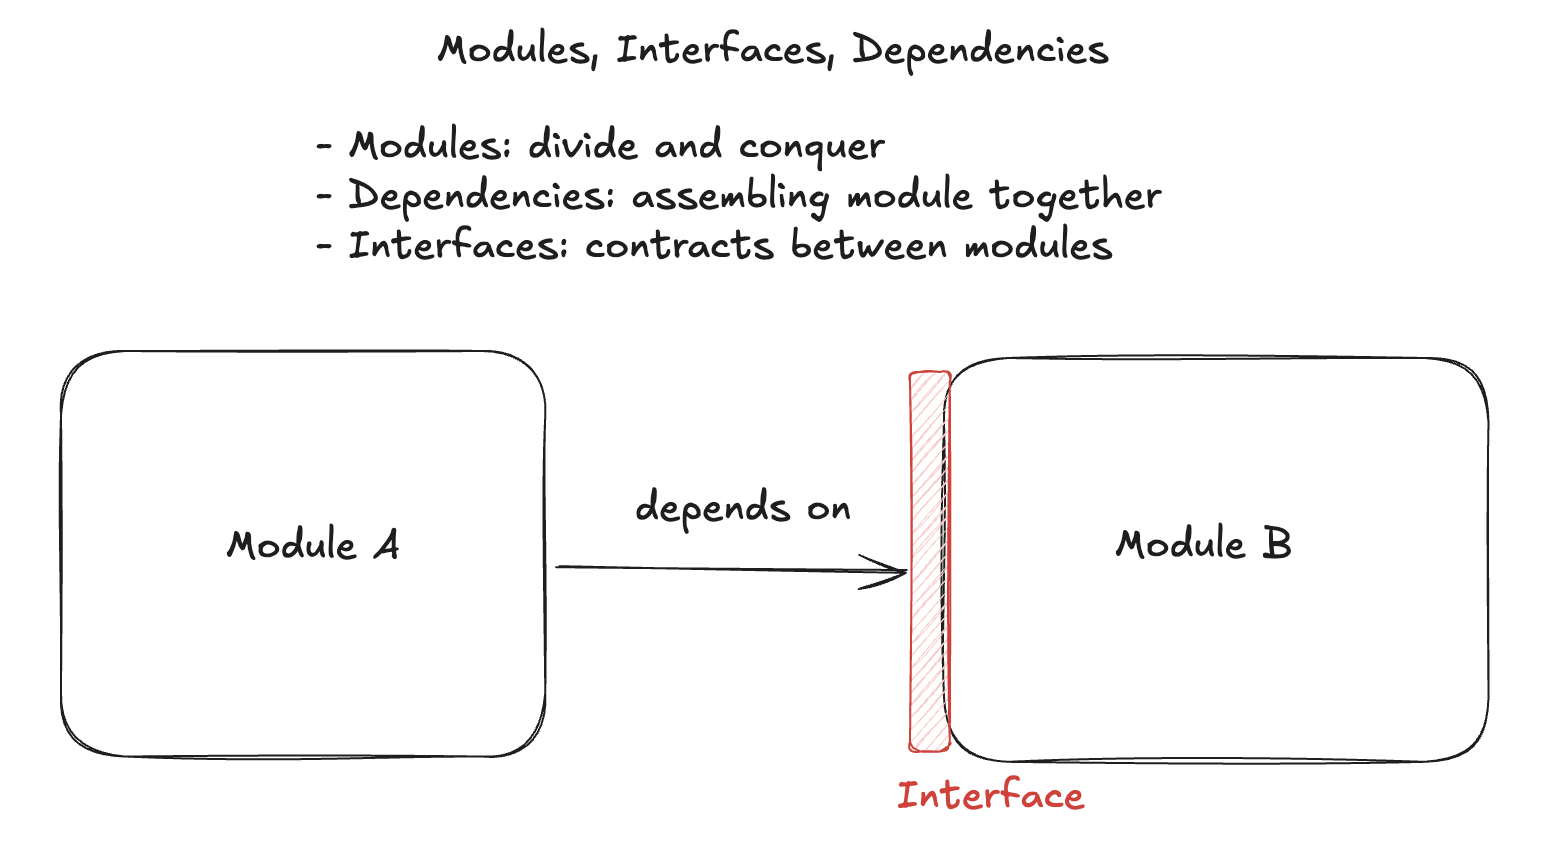 Modules, Interfaces, Dependencies
- Modules: divide and conquer
- Dependencies: assembling module together
- Interfaces: contracts between modules
depends on
Module A
Module B
Interface